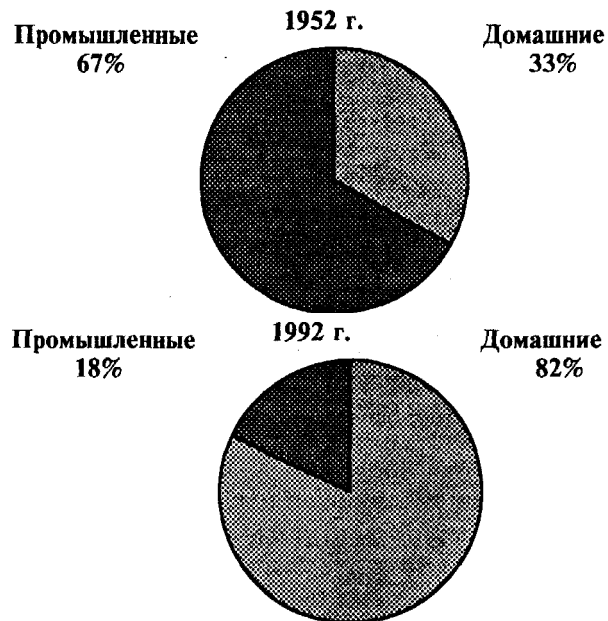 1952 г.
Промышленные
67%
Домашние
33%
1992 г.
Промышленные
18%
Домашние
82%